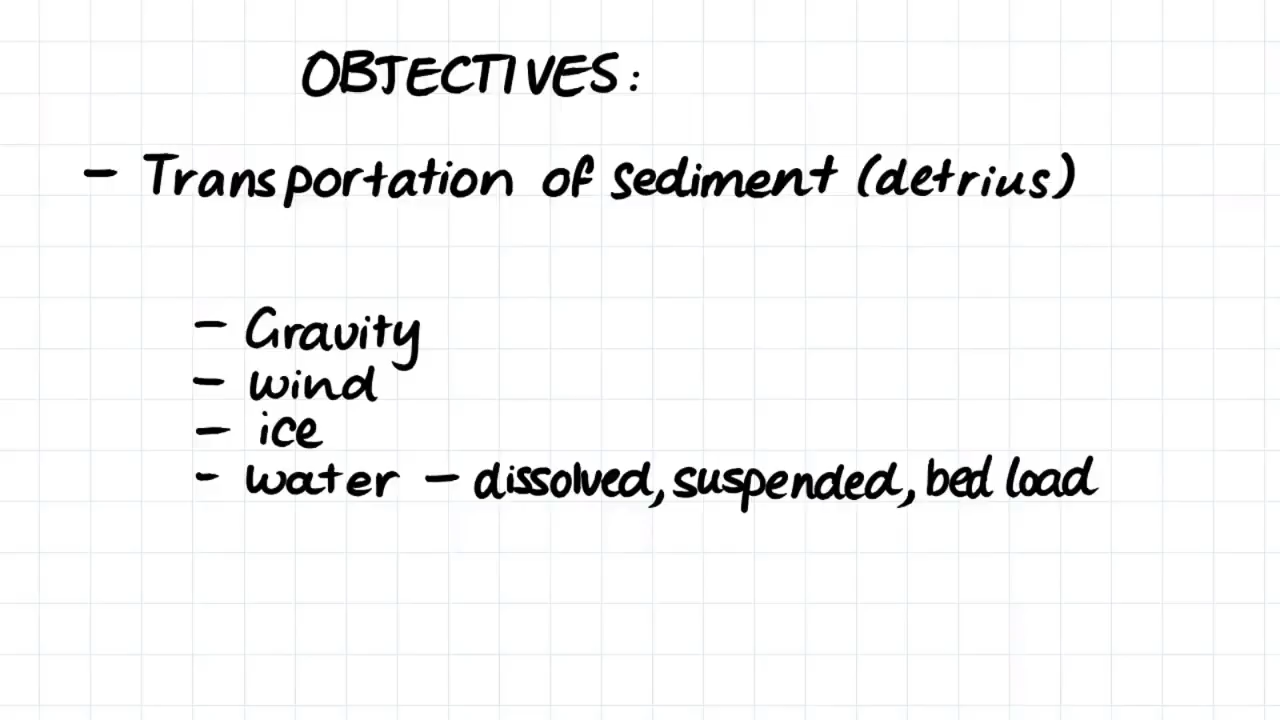 OBJECTIVES:
- Transportation of sediment (detrius)
- Gravity
- wind
- ice
- water - dissolved, suspended, bed load